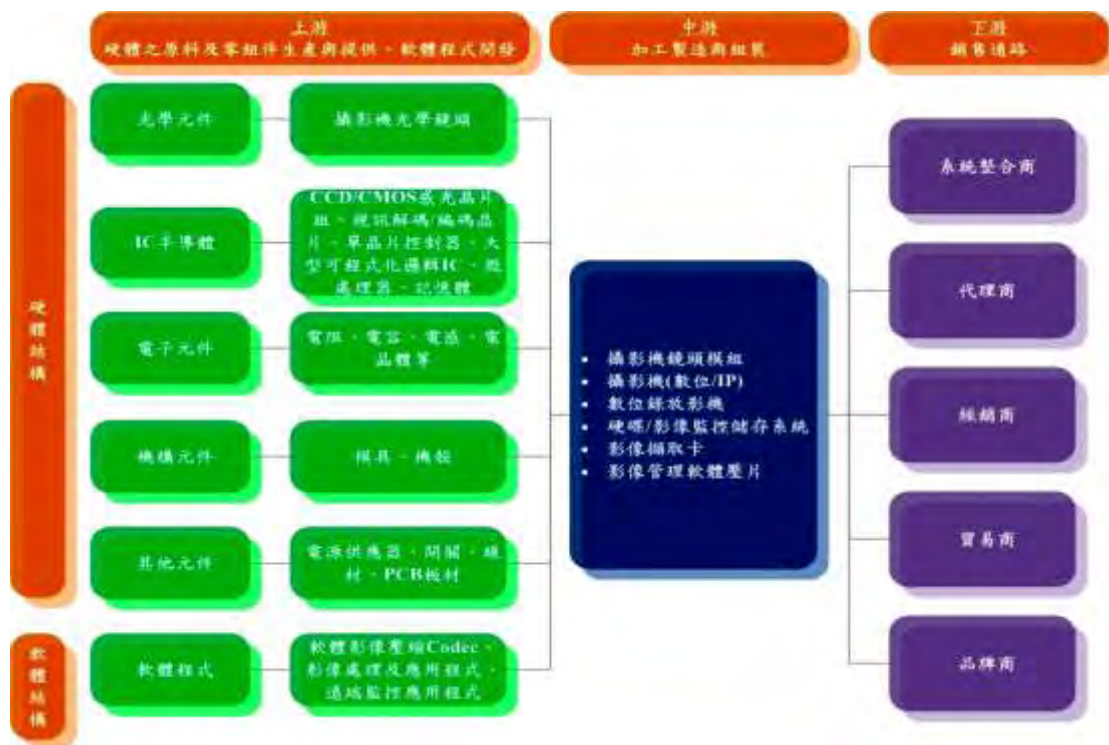 上游
硬體之原料及零組件生產與提供、軟體程式開發
中游
加工製造商組裝
下游
銷售通路
硬體結構
光學元件
攝影機光學鏡頭
IC半導體
CCD/CMOS感光晶片
組、視訊解碼/編碼晶
片、單晶片控制器、大
型可程式化邏輯IC、微
處理器、記憶體
電子元件
電阻、電容、電感、電
晶體等
機構元件
模具、機殼
其他元件
電源供應器、開關、線
材、PCB板材
軟體結構
軟體程式
軟體影像壓縮Codec、
影像處理及應用程式、
遠端監控應用程式
• 攝影機鏡頭模組
• 攝影機(數位/IP)
• 數位錄放影機
• 硬碟/影像監控儲存系統
• 影像擷取卡
• 影像管理軟體壓片
系統整合商
代理商
經銷商
貿易商
品牌商